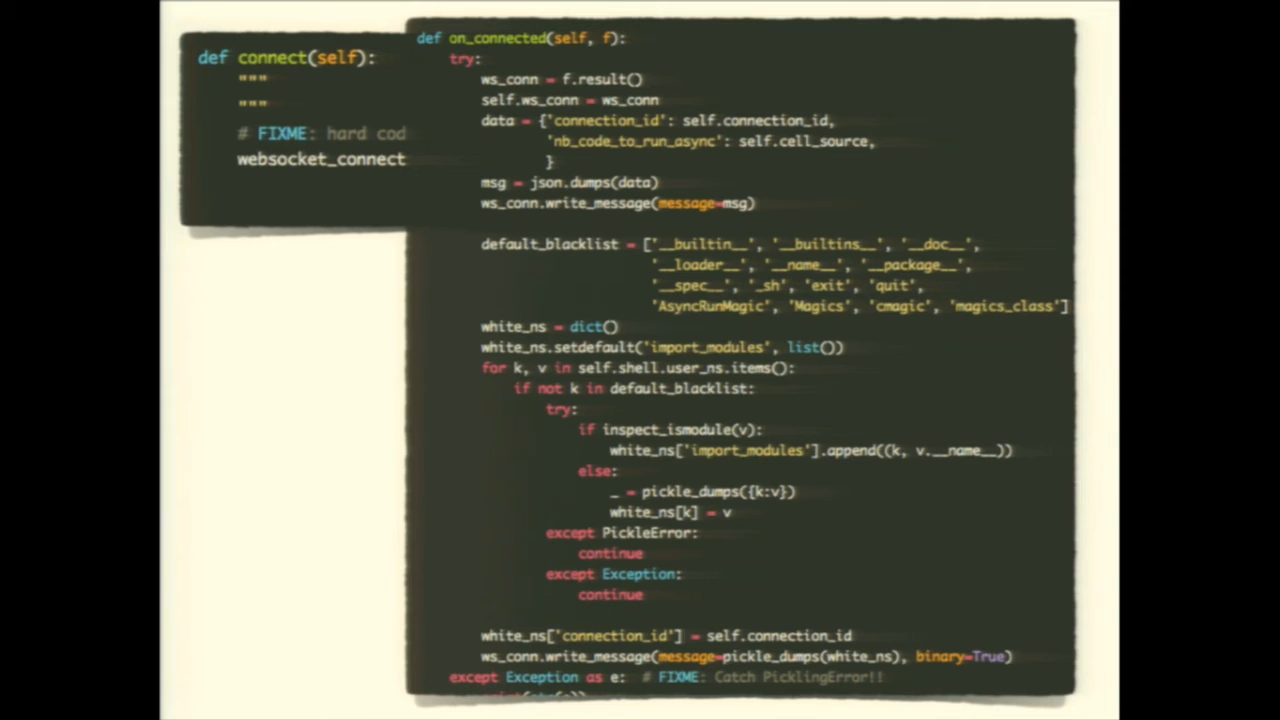 def connect(self):
"""
"""
# FIXME: hard cod
websocket_connect
def on_connected(self, f):
try:
ws_conn = f.result()
self.ws_conn = ws_conn
data = {'connection_id': self.connection_id,
'nb_code_to_run_async': self.cell_source,
}
msg = json.dumps(data)
ws_conn.write_message(message=msg)
default_blacklist = ['__builtin__', '__builtins__', '__doc__',
'__loader__', '__name__', '__package__',
'__spec__', '_sh', 'exit', 'quit',
'AsyncRunMagic', 'Magics', 'cmagic', 'magics_class']
white_ns = dict()
white_ns.setdefault('import_modules', list())
for k, v in self.shell.user_ns.items():
if not k in default_blacklist:
try:
if inspect_ismodule(v):
white_ns['import_modules'].append((k, v.__name__))
else:
_ = pickle_dumps({k:v})
white_ns[k] = v
except PickleError:
continue
except Exception:
continue
white_ns['connection_id'] = self.connection_id
ws_conn.write_message(message=pickle_dumps(white_ns), binary=True)
except Exception as e: # FIXME: Catch PicklingError!!